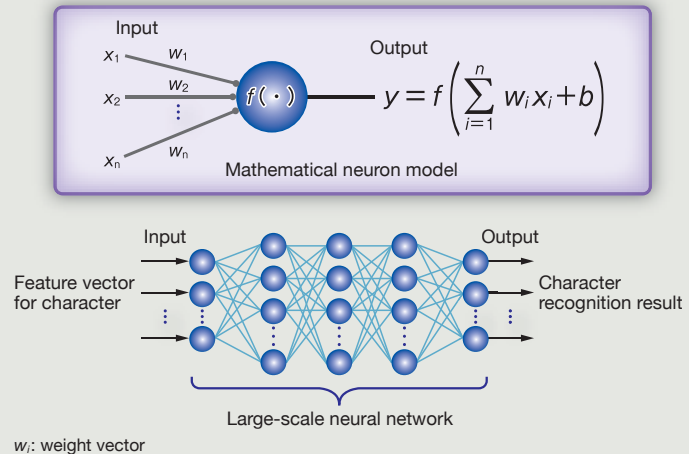 Input
x1 w1
x2 w2
xn wn
f(·)
Output
y = f(∑ⁿᵢ₌₁ wᵢxᵢ+b)
Mathematical neuron model
Input
Output
Feature vector
for character
Character
recognition result
Large-scale neural network
wᵢ: weight vector